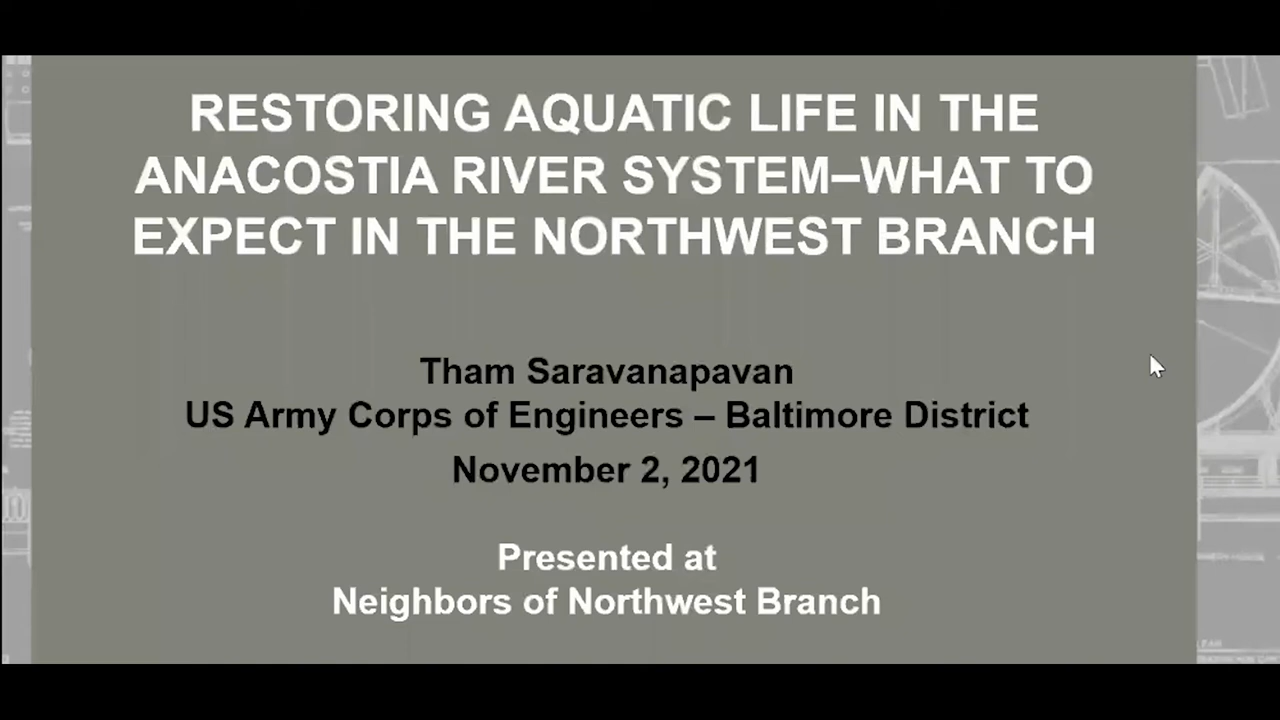 RESTORING AQUATIC LIFE IN THE
ANACOSTIA RIVER SYSTEM–WHAT TO
EXPECT IN THE NORTHWEST BRANCH
Tham Saravanapavan
US Army Corps of Engineers – Baltimore District
November 2, 2021
Presented at
Neighbors of Northwest Branch